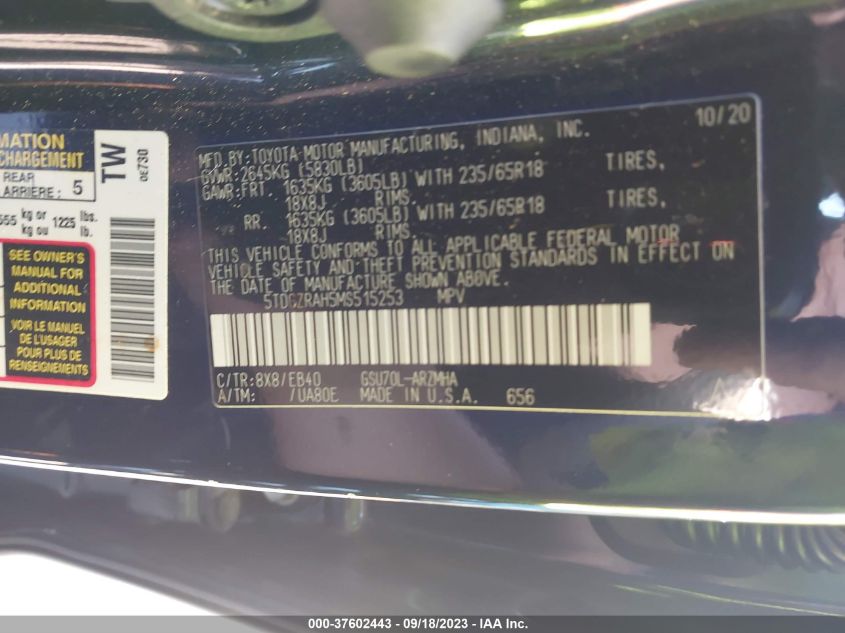 MATION
CHARGEMENT
REAR
ARRIERE: 5
kg or 1225 lbs.
kg ou lb.
SEE OWNER'S
MANUAL FOR
ADDITIONAL
INFORMATION
VOIR LE MANUEL
DE L'USAGER
POUR PLUS DE
RENSEIGNEMENTS
TW
0E730
10/20
MFD.BY:TOYOTA MOTOR MANUFACTURING, INDIANA, INC.
GVWR:2645KG (5830LB)
GAWR:FRT. 1635KG (3605LB) WITH 235/65R18 TIRES,
18X8J RIMS.
RR. 1635KG (3605LB) WITH 235/65R18 TIRES,
18X8J RIMS.
THIS VEHICLE CONFORMS TO ALL APPLICABLE FEDERAL MOTOR
VEHICLE SAFETY AND THEFT PREVENTION STANDARDS IN EFFECT ON
THE DATE OF MANUFACTURE SHOWN ABOVE.
5TDGZRAH5MS515253 MPV
C/TR:8X8/EB40 GSU70L-ARZMHA
A/TM: /UA80E MADE IN U.S.A. 656
000-37602443 - 09/18/2023 - IAA Inc.